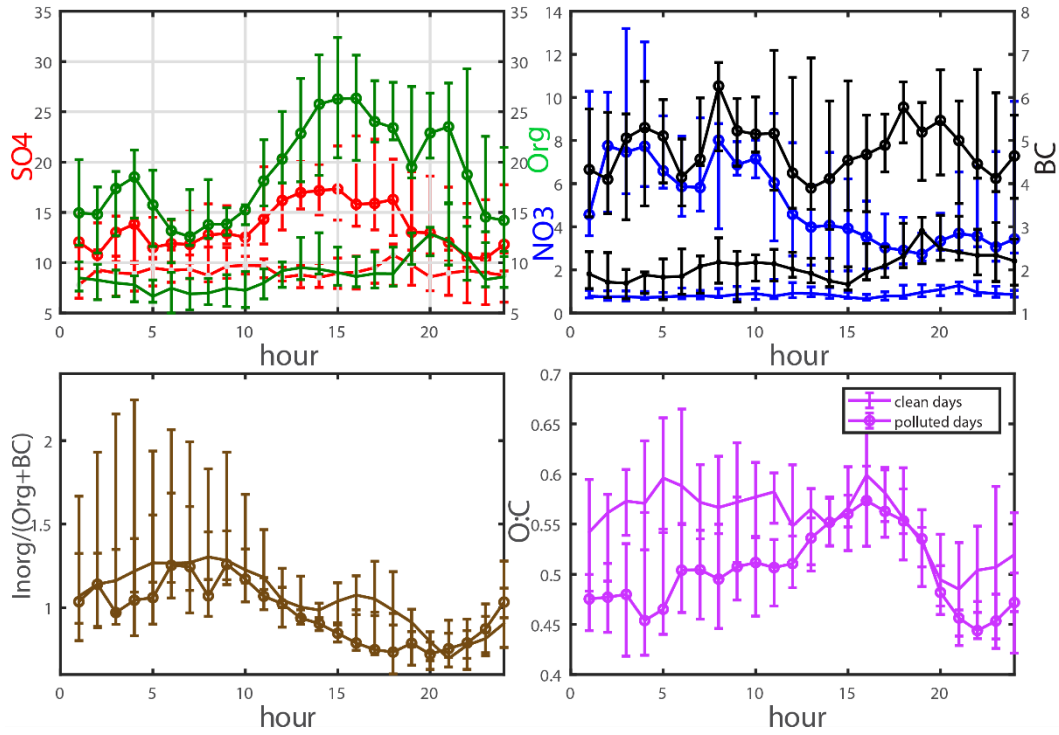 35 35 14 8
30 30 12 7
25 25 10 6
20 20 8 5
15 15 6 4
10 10 4 3
5 5 2 2
0 1
SO4
Org
NO3
BC
0 5 10 15 20
hour
0 5 10 15 20
hour
2
1.5
1
Inorg/(Org+BC)
0 5 10 15 20
hour
0.7
0.65
0.6
0.55
0.5
0.45
0.4
O:C
clean days
polluted days
0 5 10 15 20
hour